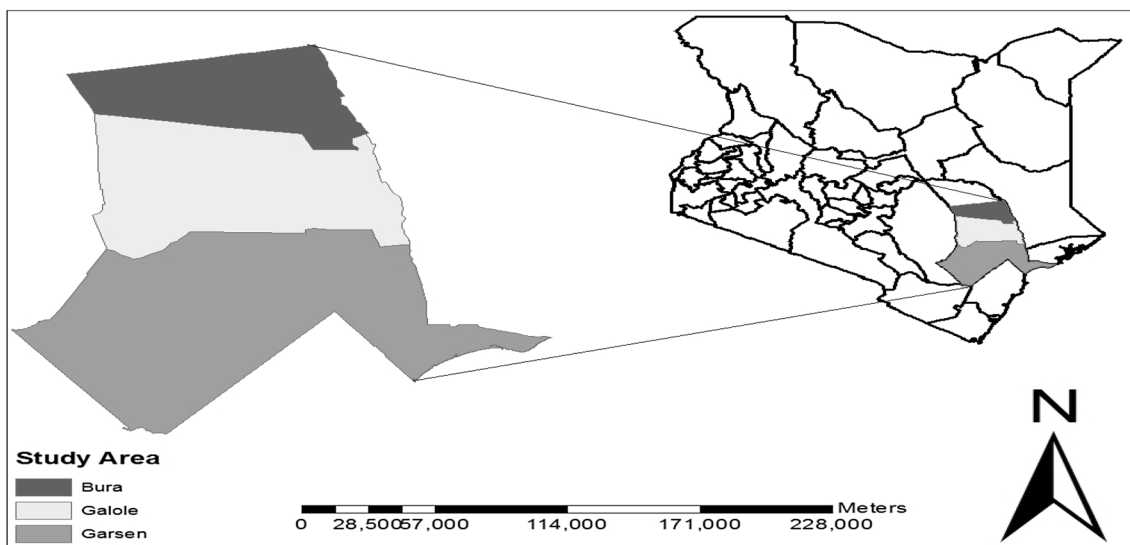 N
Study Area
Bura
Galole
Garsen
Meters
0 28,500 57,000 114,000 171,000 228,000